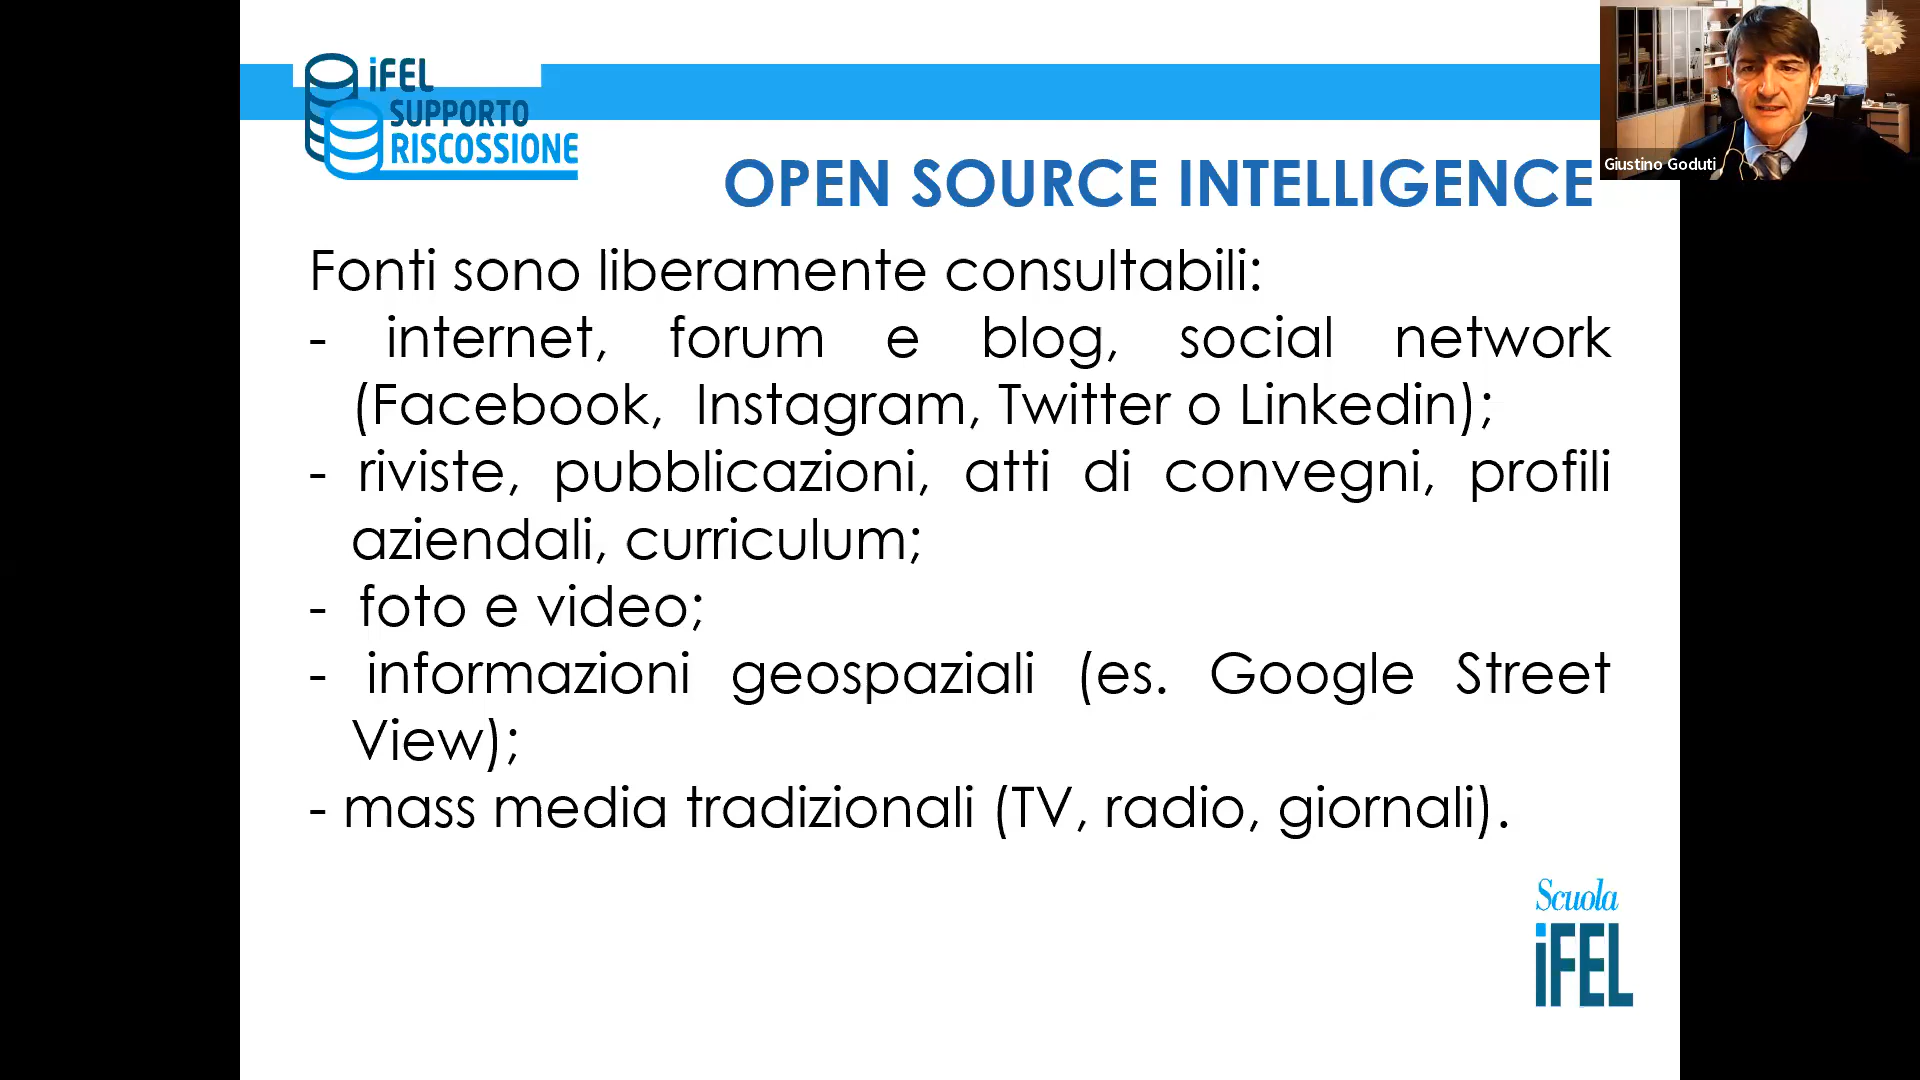 iFEL
SUPPORTO
RISCOSSIONE
Giustino Goduti
OPEN SOURCE INTELLIGENCE
Fonti sono liberamente consultabili:
- internet, forum e blog, social network
(Facebook, Instagram, Twitter o Linkedin);
- riviste, pubblicazioni, atti di convegni, profili
aziendali, curriculum;
- foto e video;
- informazioni geospaziali (es. Google Street
View);
- mass media tradizionali (TV, radio, giornali).
Scuola
iFEL